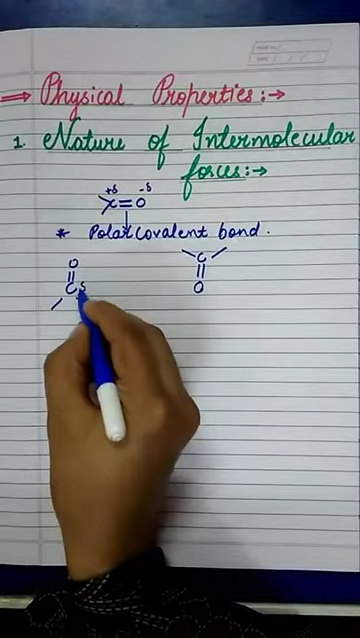 ⇒ Physical Properties:→
1. Nature of Intermolecular
forces:→
+δ -δ
C=O
* Polar covalent bond.
O
||
C δ
C
||
O